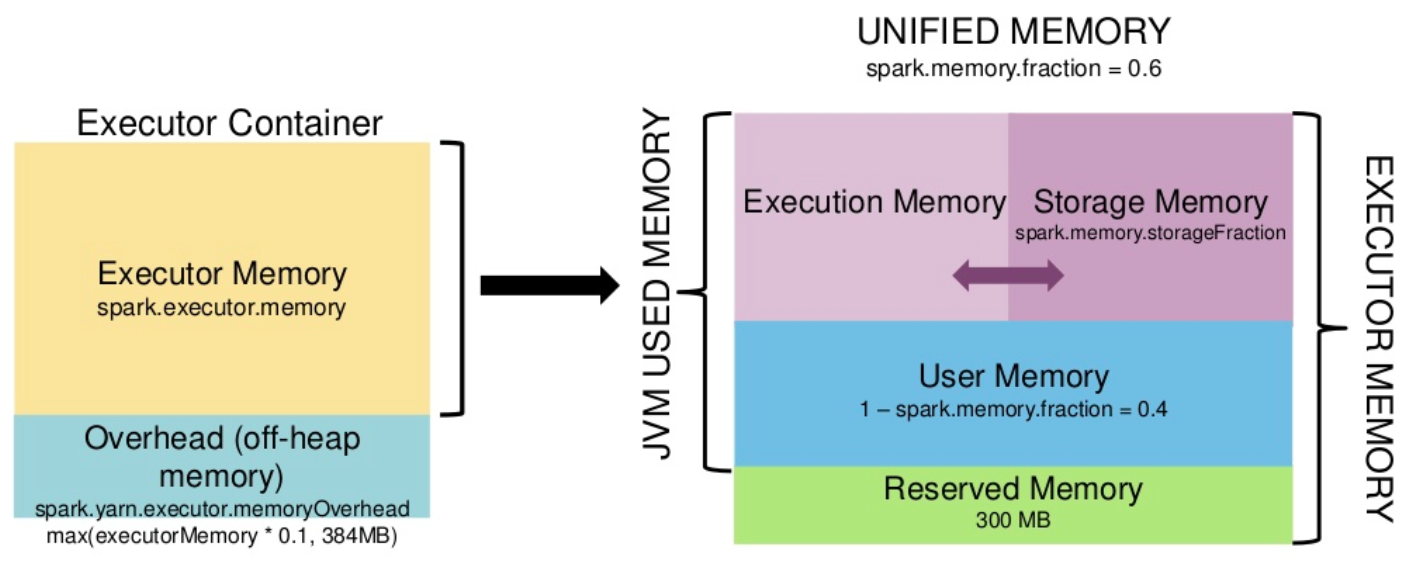 UNIFIED MEMORY
spark.memory.fraction = 0.6
Executor Container
Executor Memory
spark.executor.memory
Overhead (off-heap
memory)
spark.yarn.executor.memoryOverhead
max(executorMemory * 0.1, 384MB)
JVM USED MEMORY
Execution Memory
Storage Memory
spark.memory.storageFraction
User Memory
1 – spark.memory.fraction = 0.4
Reserved Memory
300 MB
EXECUTOR MEMORY